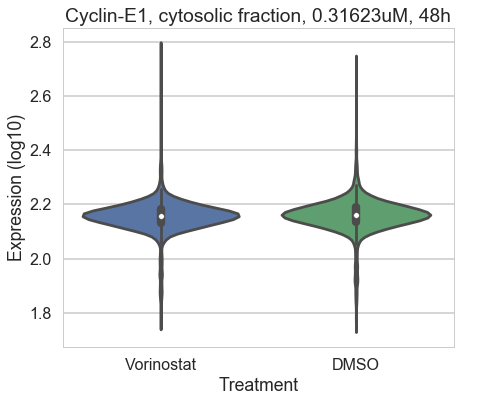 Cyclin-E1, cytosolic fraction, 0.31623uM, 48h
Expression (log10)
2.8
2.6
2.4
2.2
2.0
1.8
Vorinostat DMSO
Treatment